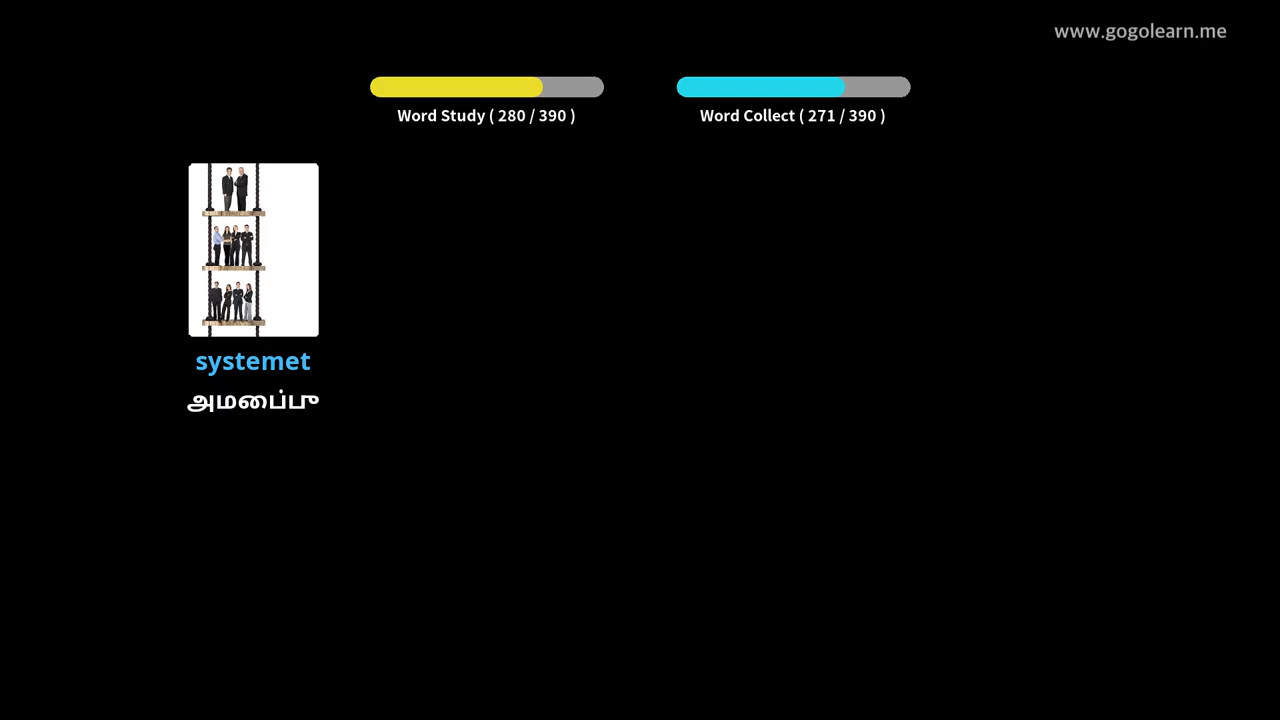 www.gogolearn.me
Word Study ( 280 / 390 )
Word Collect ( 271 / 390 )
systemet
அமைப்பு